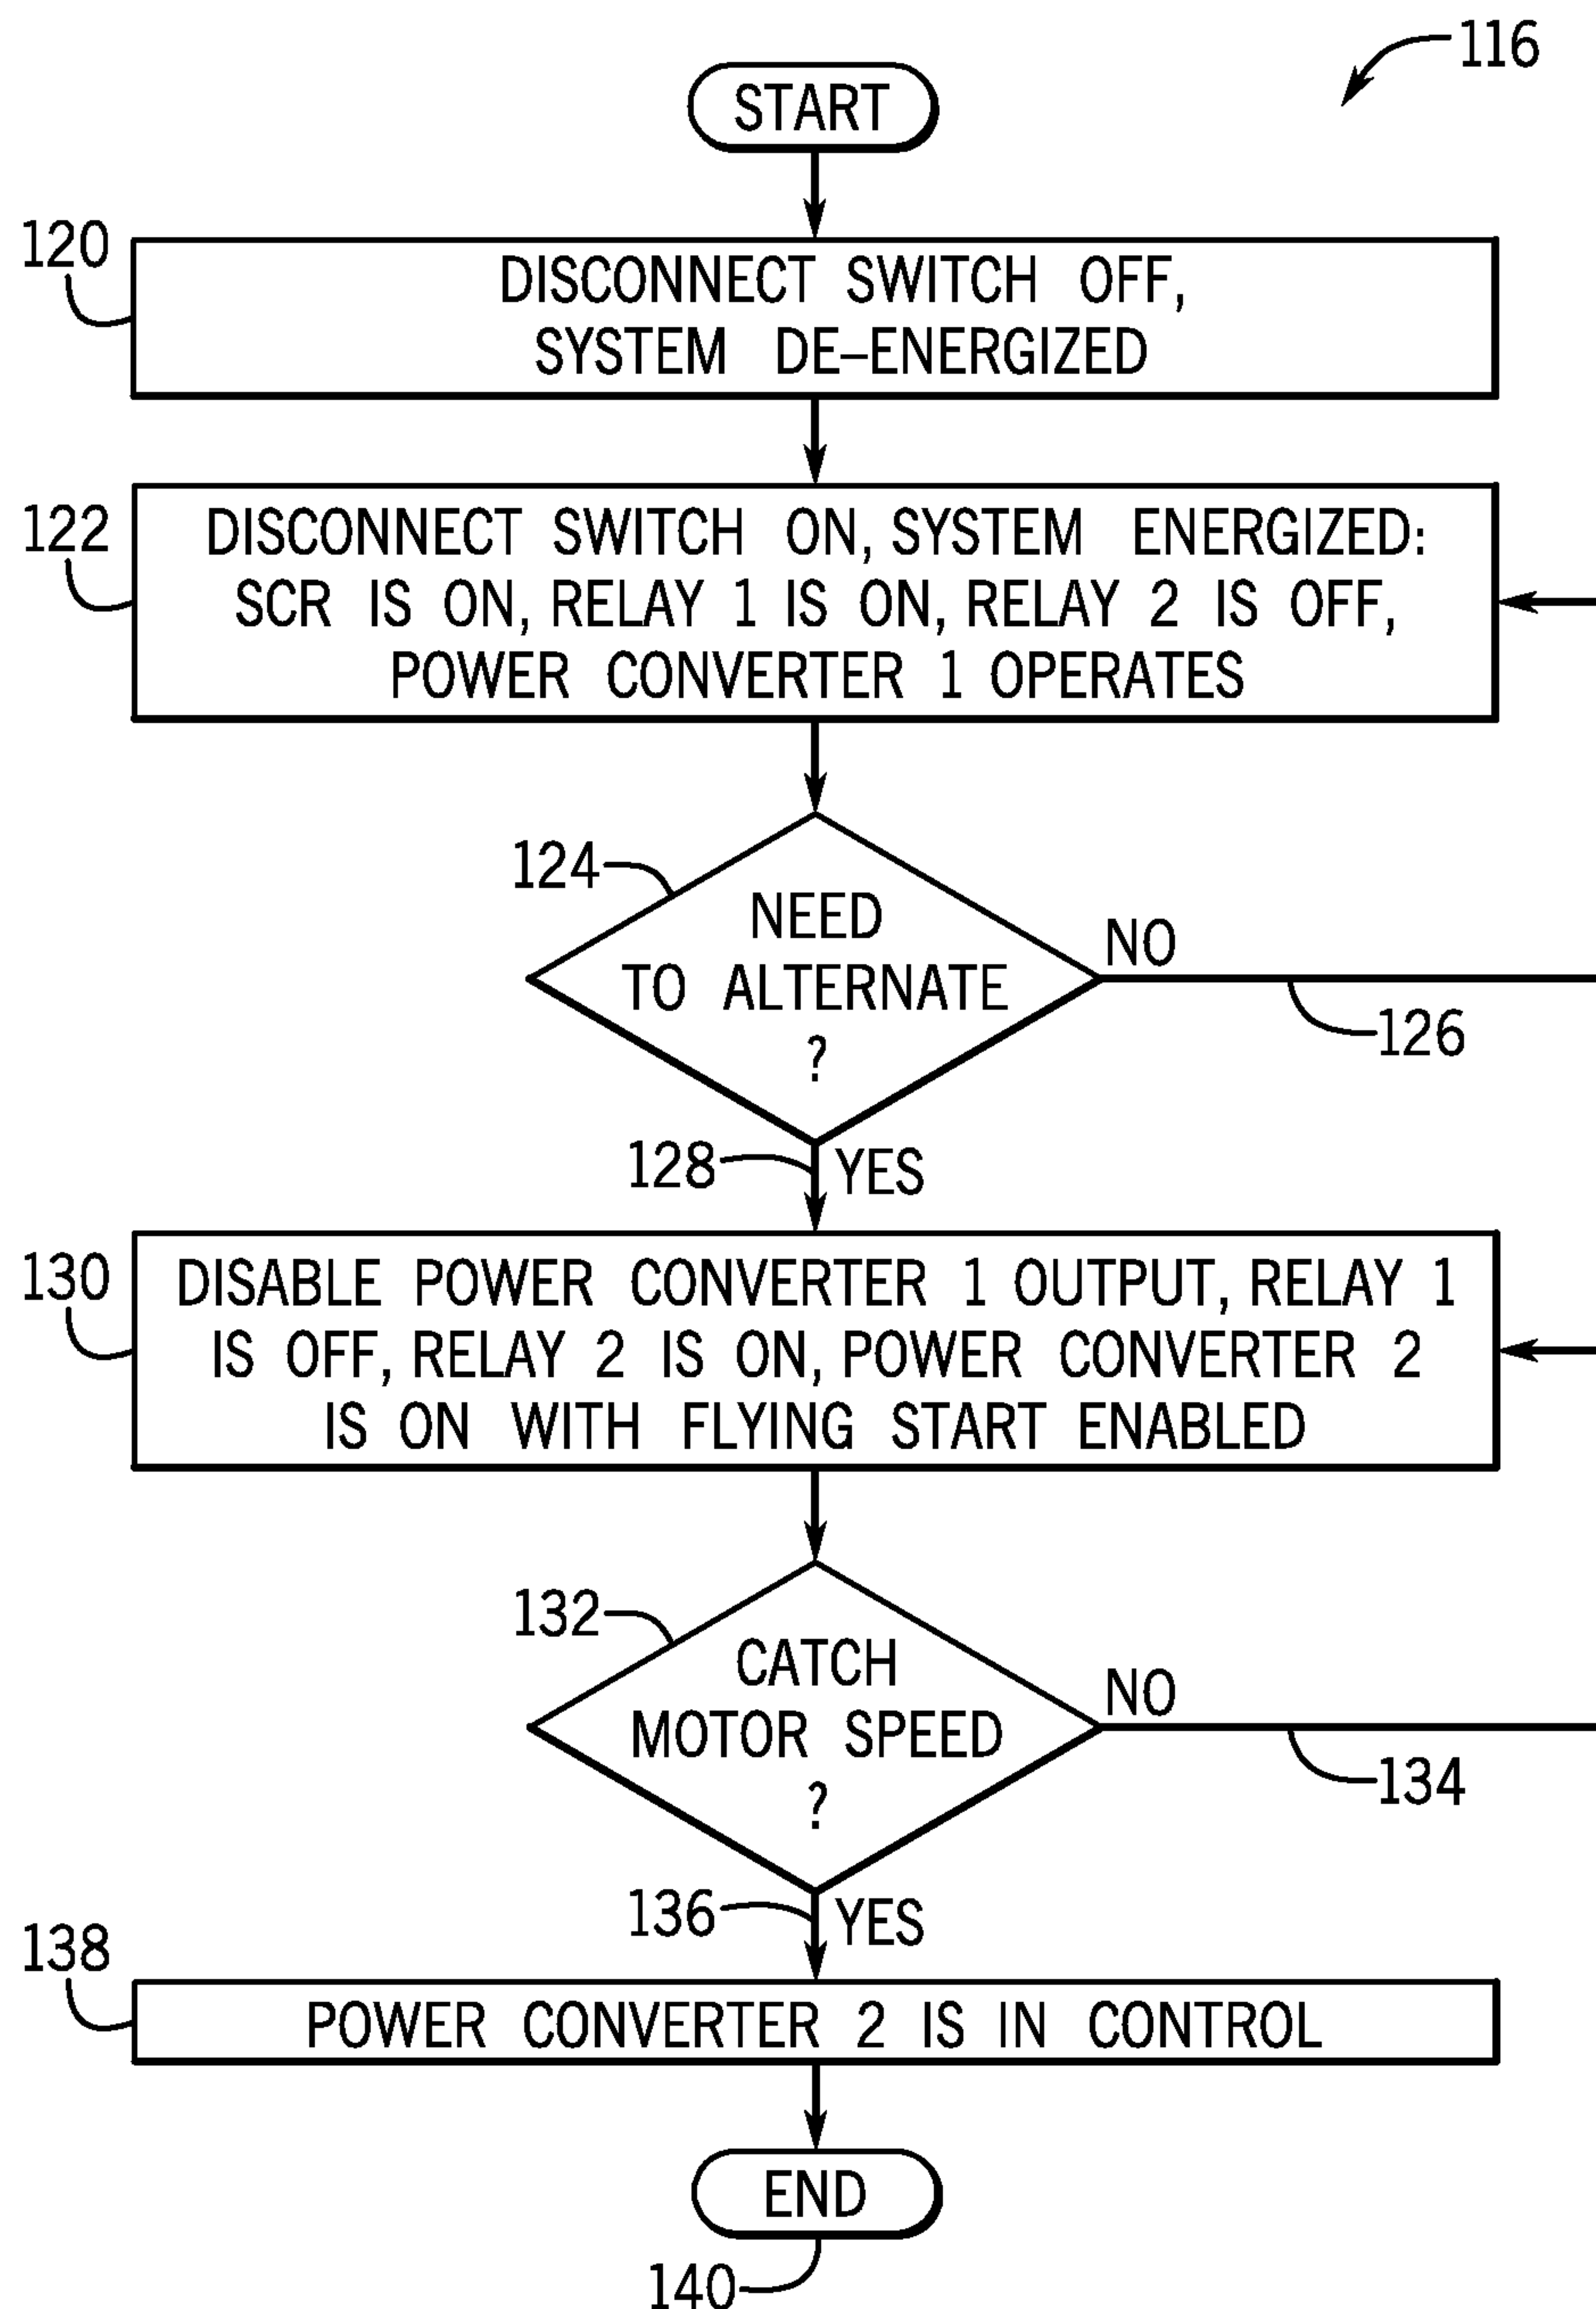 116
START
120
DISCONNECT SWITCH OFF,
SYSTEM DE–ENERGIZED
122
DISCONNECT SWITCH ON, SYSTEM ENERGIZED:
SCR IS ON, RELAY 1 IS ON, RELAY 2 IS OFF,
POWER CONVERTER 1 OPERATES
124
NEED
TO ALTERNATE
?
NO
126
128
YES
130
DISABLE POWER CONVERTER 1 OUTPUT, RELAY 1
IS OFF, RELAY 2 IS ON, POWER CONVERTER 2
IS ON WITH FLYING START ENABLED
132
CATCH
MOTOR SPEED
?
NO
134
136
YES
138
POWER CONVERTER 2 IS IN CONTROL
END
140